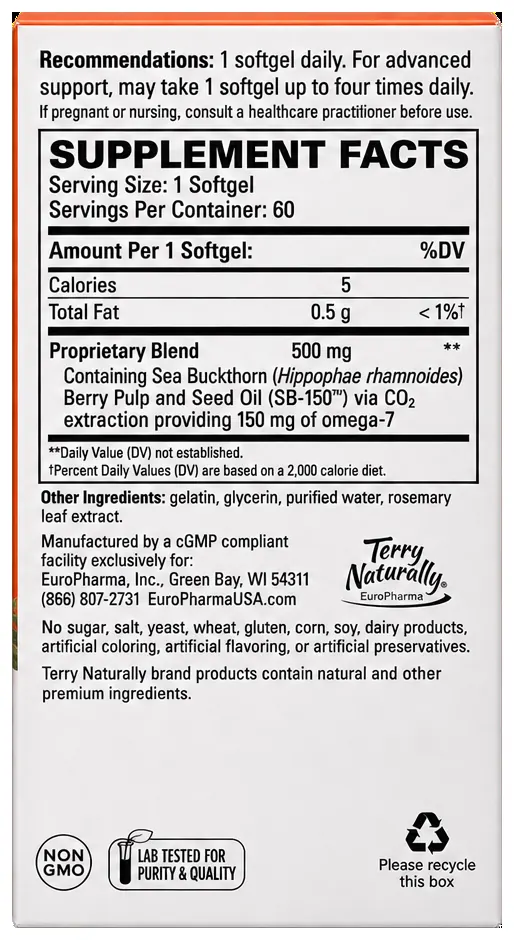 Recommendations: 1 softgel daily. For advanced
support, may take 1 softgel up to four times daily.
If pregnant or nursing, consult a healthcare practitioner before use.
SUPPLEMENT FACTS
Serving Size: 1 Softgel
Servings Per Container: 60
Amount Per 1 Softgel: %DV
Calories 5
Total Fat 0.5 g < 1%†
Proprietary Blend 500 mg **
Containing Sea Buckthorn (Hippophae rhamnoides)
Berry Pulp and Seed Oil (SB-150™) via CO₂
extraction providing 150 mg of omega-7
**Daily Value (DV) not established.
†Percent Daily Values (DV) are based on a 2,000 calorie diet.
Other Ingredients: gelatin, glycerin, purified water, rosemary
leaf extract.
Manufactured by a cGMP compliant
facility exclusively for:
EuroPharma, Inc., Green Bay, WI 54311
(866) 807-2731 EuroPharmaUSA.com
Terry
Naturally®
EuroPharma
No sugar, salt, yeast, wheat, gluten, corn, soy, dairy products,
artificial coloring, artificial flavoring, or artificial preservatives.
Terry Naturally brand products contain natural and other
premium ingredients.
NON
GMO
LAB TESTED FOR
PURITY & QUALITY
Please recycle
this box